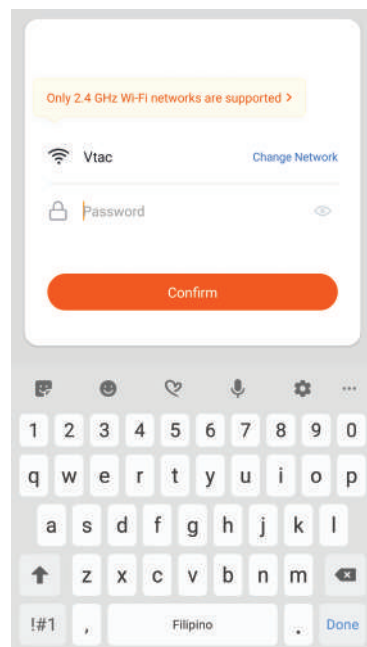 Only 2.4 GHz Wi-Fi networks are supported >
Vtac Change Network
Password
Confirm
1 2 3 4 5 6 7 8 9 0
q w e r t y u i o p
a s d f g h j k l
z x c v b n m
!#1 , Filipino . Done